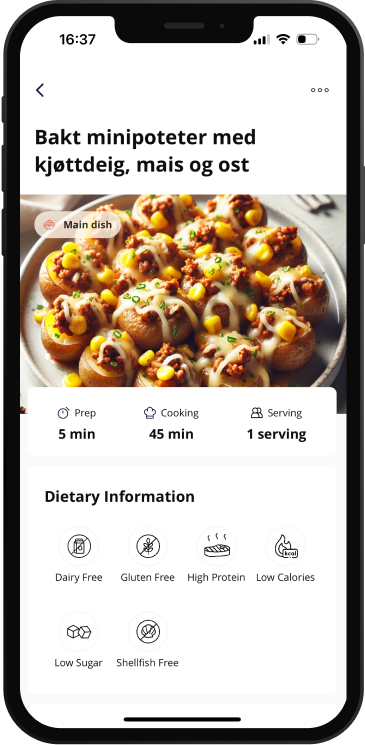 16:37
Bakt minipoteter med
kjøttdeig, mais og ost
Main dish
Prep
Cooking
Serving
5 min
45 min
1 serving
Dietary Information
kcal
Dairy Free
Gluten Free
High Protein
Low Calories
Low Sugar
Shellfish Free